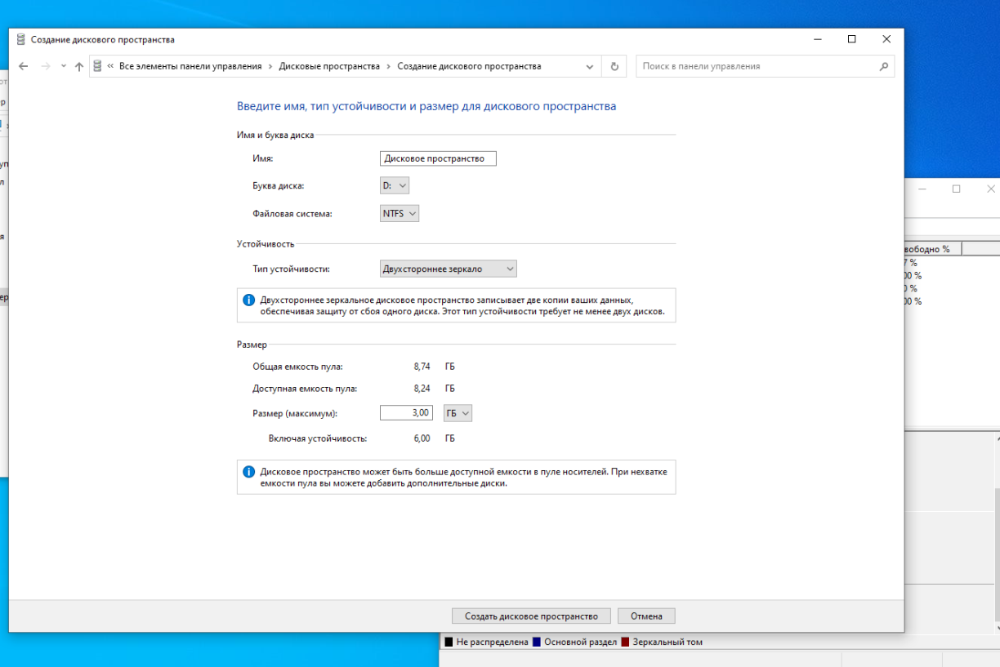 Создание дискового пространства
« Все элементы панели управления › Дисковые пространства › Создание дискового пространства
Поиск в панели управления
Введите имя, тип устойчивости и размер для дискового пространства
Имя и буква диска
Имя: Дисковое пространство
Буква диска: D:
Файловая система: NTFS
Устойчивость
Тип устойчивости: Двухстороннее зеркало
Двухстороннее зеркальное дисковое пространство записывает две копии ваших данных,
обеспечивая защиту от сбоя одного диска. Этот тип устойчивости требует не менее двух дисков.
Размер
Общая емкость пула: 8,74 ГБ
Доступная емкость пула: 8,24 ГБ
Размер (максимум): 3,00 ГБ
Включая устойчивость: 6,00 ГБ
Дисковое пространство может быть больше доступной емкости в пуле носителей. При нехватке
емкости пула вы можете добавить дополнительные диски.
Создать дисковое пространство Отмена
вободно %
7 %
00 %
0 %
00 %
Не распределена Основной раздел Зеркальный том